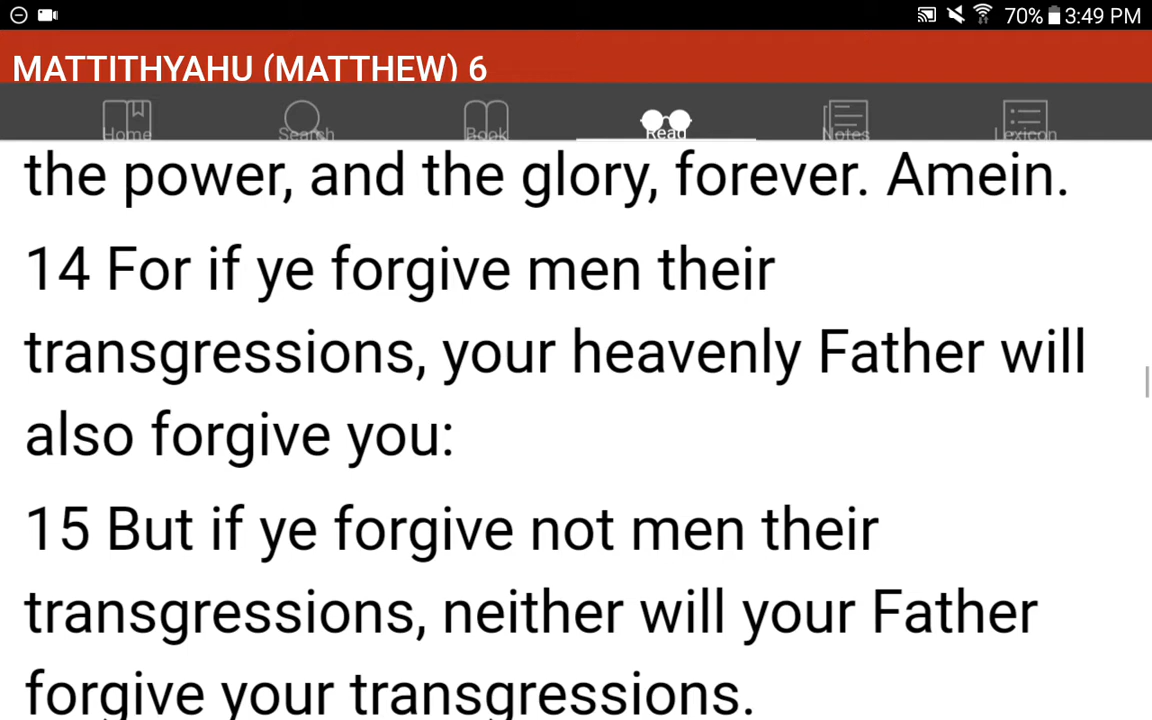 70% 3:49 PM
MATTITHYAHU (MATTHEW) 6
Home Search Book Read Notes Lexicon
the power, and the glory, forever. Amein.
14 For if ye forgive men their
transgressions, your heavenly Father will
also forgive you:
15 But if ye forgive not men their
transgressions, neither will your Father
forgive your transgressions.